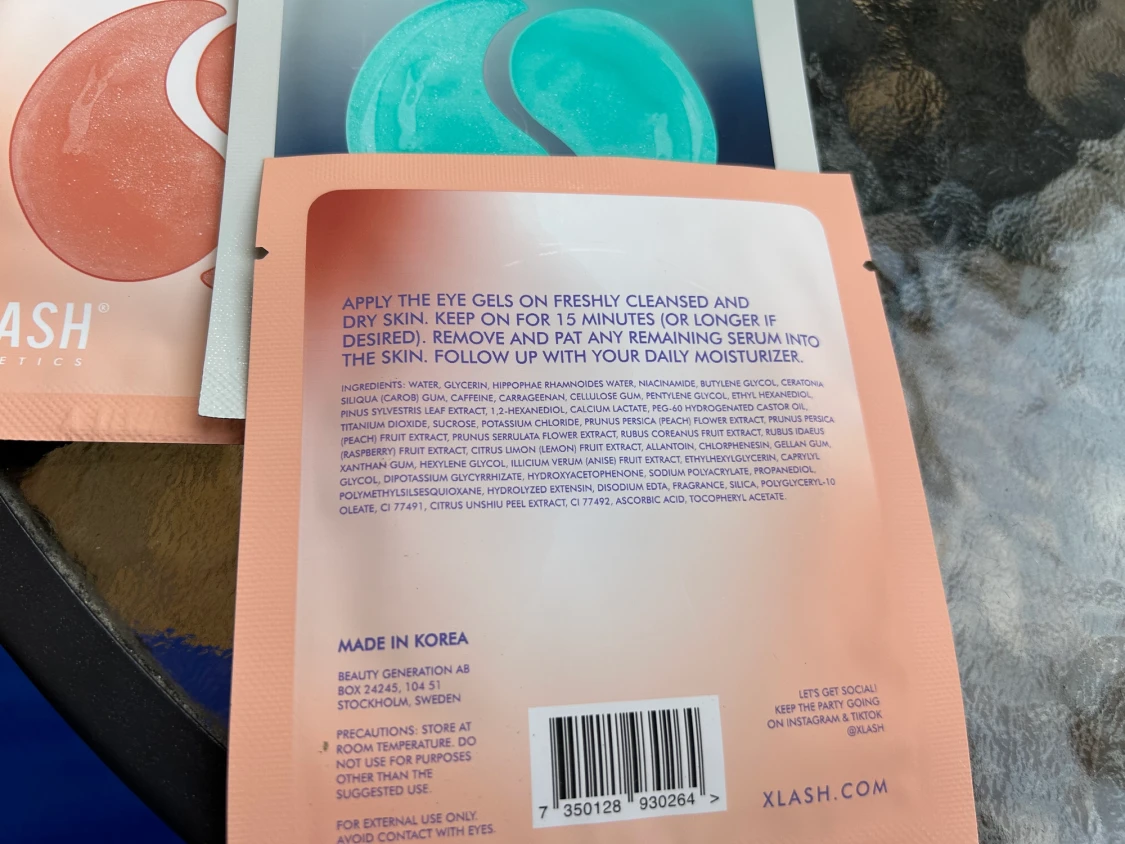 ASH®
ETICS
APPLY THE EYE GELS ON FRESHLY CLEANSED AND
DRY SKIN. KEEP ON FOR 15 MINUTES (OR LONGER IF
DESIRED). REMOVE AND PAT ANY REMAINING SERUM INTO
THE SKIN. FOLLOW UP WITH YOUR DAILY MOISTURIZER.
INGREDIENTS: WATER, GLYCERIN, HIPPOPHAE RHAMNOIDES WATER, NIACINAMIDE, BUTYLENE GLYCOL, CERATONIA
SILIQUA (CAROB) GUM, CAFFEINE, CARRAGEENAN, CELLULOSE GUM, PENTYLENE GLYCOL, ETHYL HEXANEDIOL,
PINUS SYLVESTRIS LEAF EXTRACT, 1,2-HEXANEDIOL, CALCIUM LACTATE, PEG-60 HYDROGENATED CASTOR OIL,
TITANIUM DIOXIDE, SUCROSE, POTASSIUM CHLORIDE, PRUNUS PERSICA (PEACH) FLOWER EXTRACT, PRUNUS PERSICA
(PEACH) FRUIT EXTRACT, PRUNUS SERRULATA FLOWER EXTRACT, RUBUS COREANUS FRUIT EXTRACT, RUBUS IDAEUS
(RASPBERRY) FRUIT EXTRACT, CITRUS LIMON (LEMON) FRUIT EXTRACT, ALLANTOIN, CHLORPHENESIN, GELLAN GUM,
XANTHAN GUM, HEXYLENE GLYCOL, ILLICIUM VERUM (ANISE) FRUIT EXTRACT, ETHYLHEXYLGLYCERIN, CAPRYLYL
GLYCOL, DIPOTASSIUM GLYCYRRHIZATE, HYDROXYACETOPHENONE, SODIUM POLYACRYLATE, PROPANEDIOL,
POLYMETHYLSILSESQUIOXANE, HYDROLYZED EXTENSIN, DISODIUM EDTA, FRAGRANCE, SILICA, POLYGLYCERYL-10
OLEATE, CI 77491, CITRUS UNSHIU PEEL EXTRACT, CI 77492, ASCORBIC ACID, TOCOPHERYL ACETATE.
MADE IN KOREA
BEAUTY GENERATION AB
BOX 24245, 104 51
STOCKHOLM, SWEDEN
PRECAUTIONS: STORE AT
ROOM TEMPERATURE. DO
NOT USE FOR PURPOSES
OTHER THAN THE
SUGGESTED USE.
FOR EXTERNAL USE ONLY.
AVOID CONTACT WITH EYES.
7 350128 930264 >
LET'S GET SOCIAL!
KEEP THE PARTY GOING
ON INSTAGRAM & TIKTOK
@XLASH
XLASH.COM